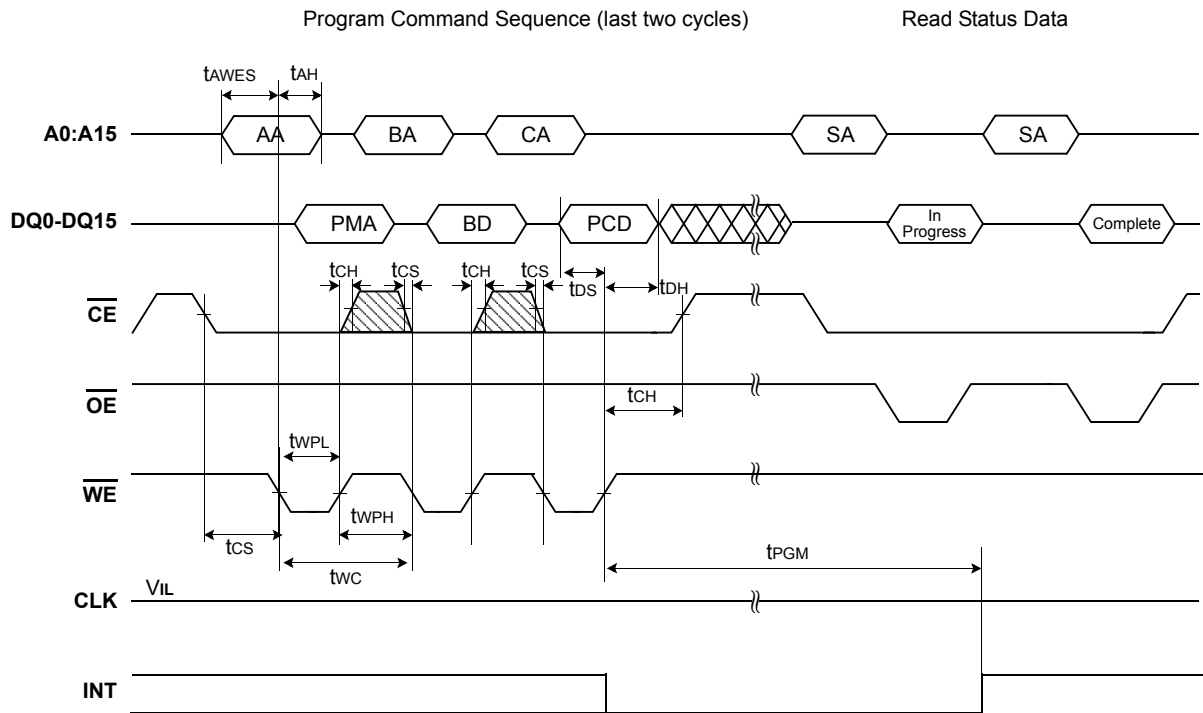 Program Command Sequence (last two cycles) Read Status Data
tAWES tAH
A0:A15 AA BA CA SA SA
DQ0-DQ15 PMA BD PCD In Progress Complete
tCH tCS tCH tCS tDS tDH
CE
tCH
OE
tWPL
WE
tWPH
tCS tWC tPGM
CLK VIL
INT